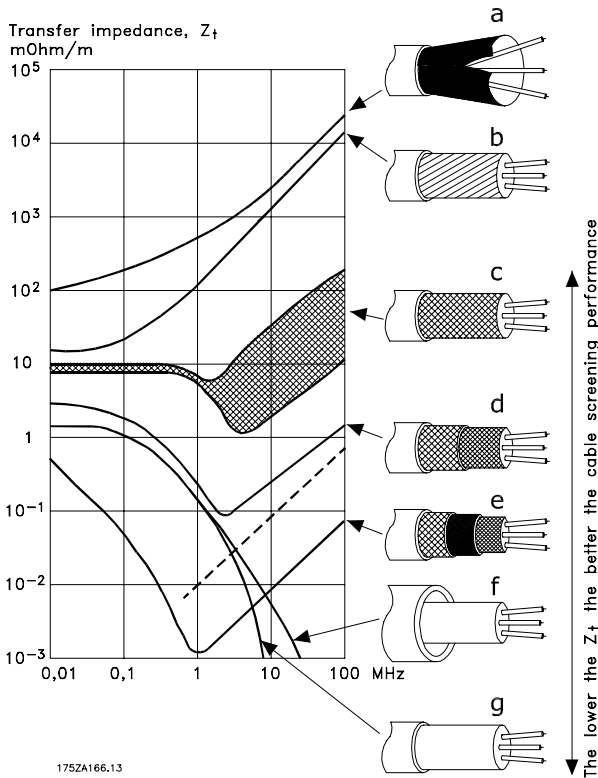 Transfer impedance, Zt
mOhm/m
a
10⁵
b
10⁴
10³
c
10²
10
d
1
e
10⁻¹
10⁻²
f
10⁻³
0,01 0,1 1 10 100 MHz
g
175ZA166.13
The lower the Zt the better the cable screening performance